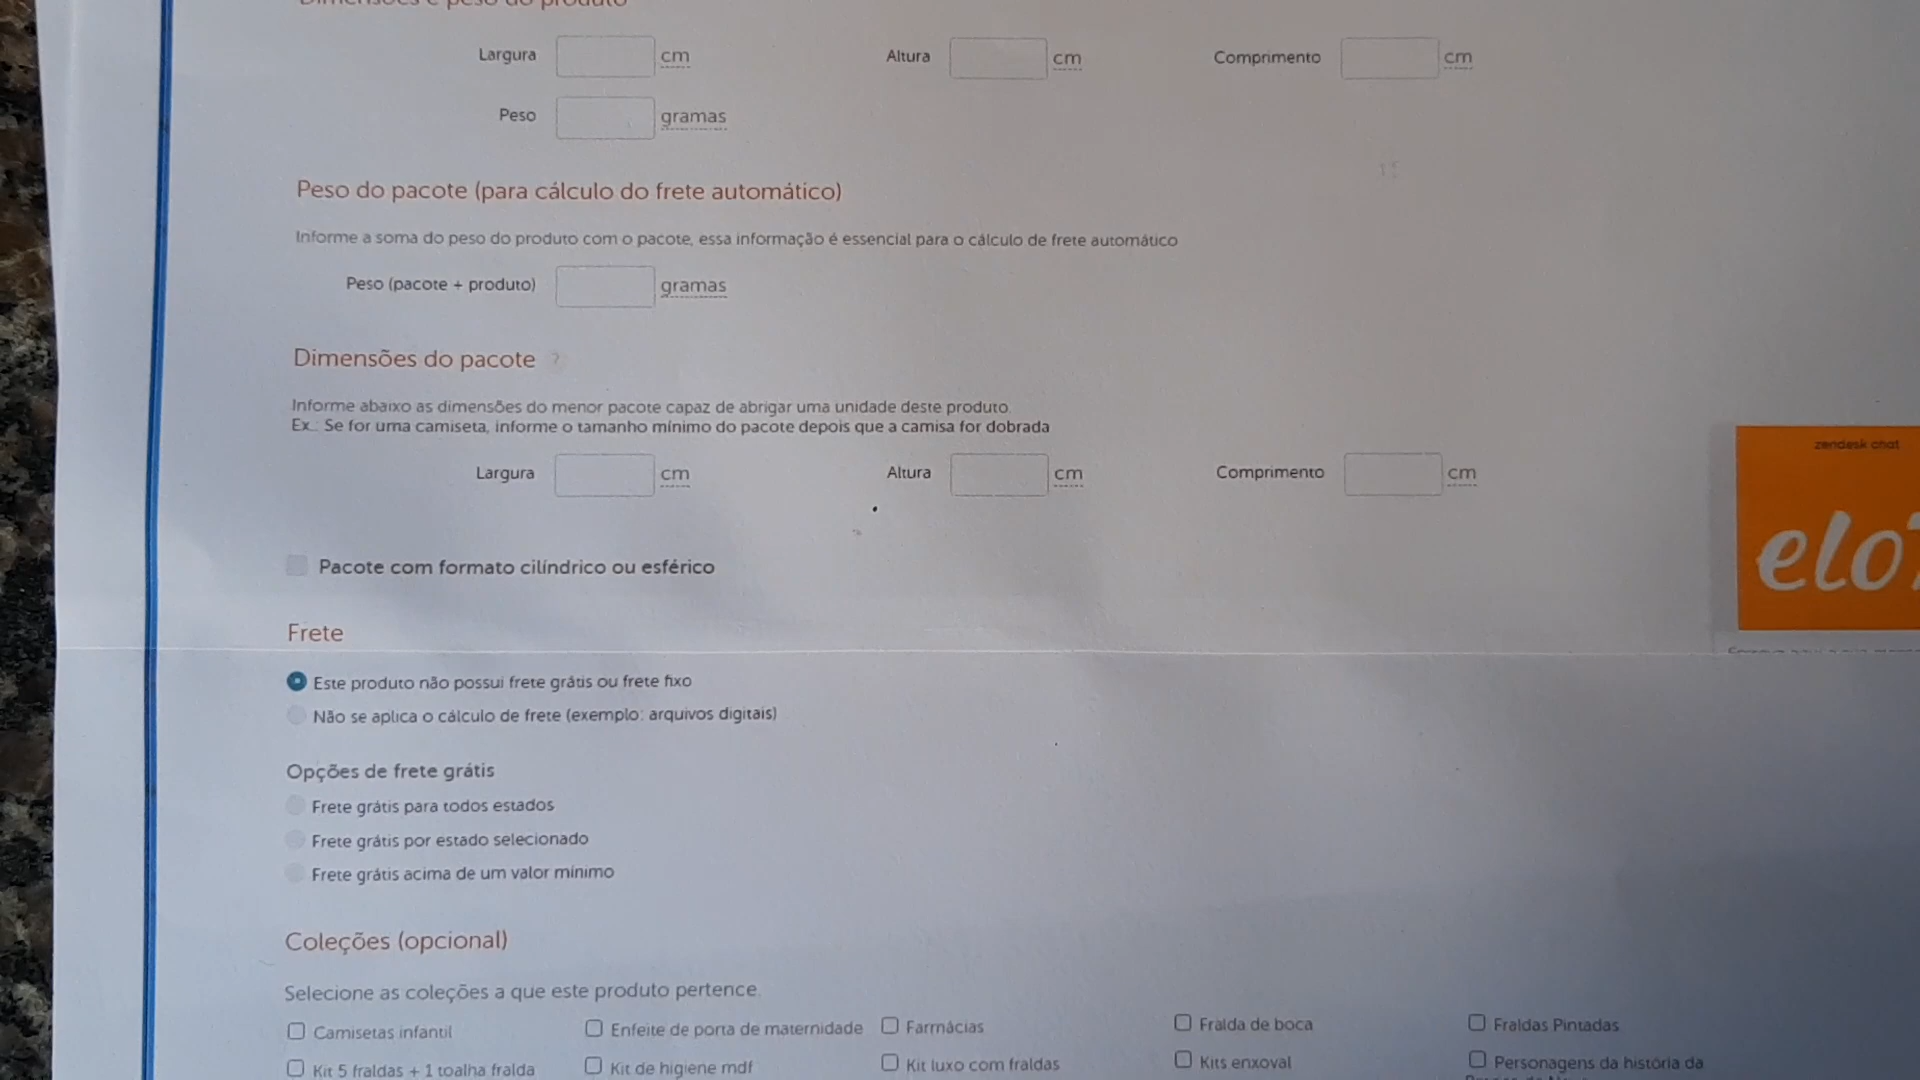 Dimensões e peso do produto
Largura cm Altura cm Comprimento cm
Peso gramas
Peso do pacote (para cálculo do frete automático)
Informe a soma do peso do produto com o pacote, essa informação é essencial para o cálculo de frete automático
Peso (pacote + produto) gramas
Dimensões do pacote ?
Informe abaixo as dimensões do menor pacote capaz de abrigar uma unidade deste produto.
Ex.: Se for uma camiseta, informe o tamanho mínimo do pacote depois que a camisa for dobrada
zendesk chat
Largura cm Altura cm Comprimento cm
elo7
Pacote com formato cilíndrico ou esférico
Frete
Este produto não possui frete grátis ou frete fixo
Não se aplica o cálculo de frete (exemplo: arquivos digitais)
Opções de frete grátis
Frete grátis para todos estados
Frete grátis por estado selecionado
Frete grátis acima de um valor mínimo
Coleções (opcional)
Selecione as coleções a que este produto pertence.
Camisetas infantil Enfeite de porta de maternidade Farmácias Fralda de boca Fraldas Pintadas
Kit 5 fraldas + 1 toalha fralda Kit de higiene mdf Kit luxo com fraldas Kits enxoval Personagens da história da